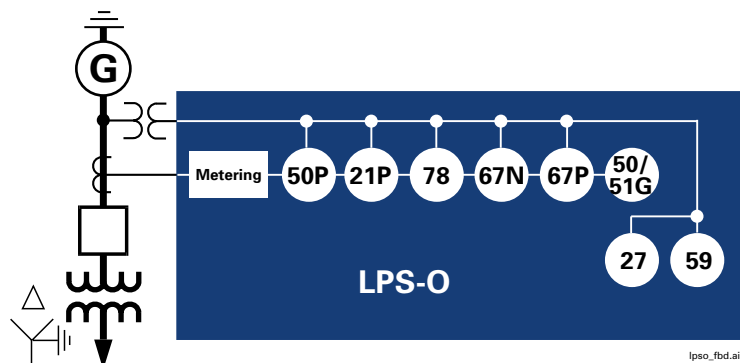 G
Metering
50P
21P
78
67N
67P
50/
51G
27
59
LPS-O
lpso_fbd.ai